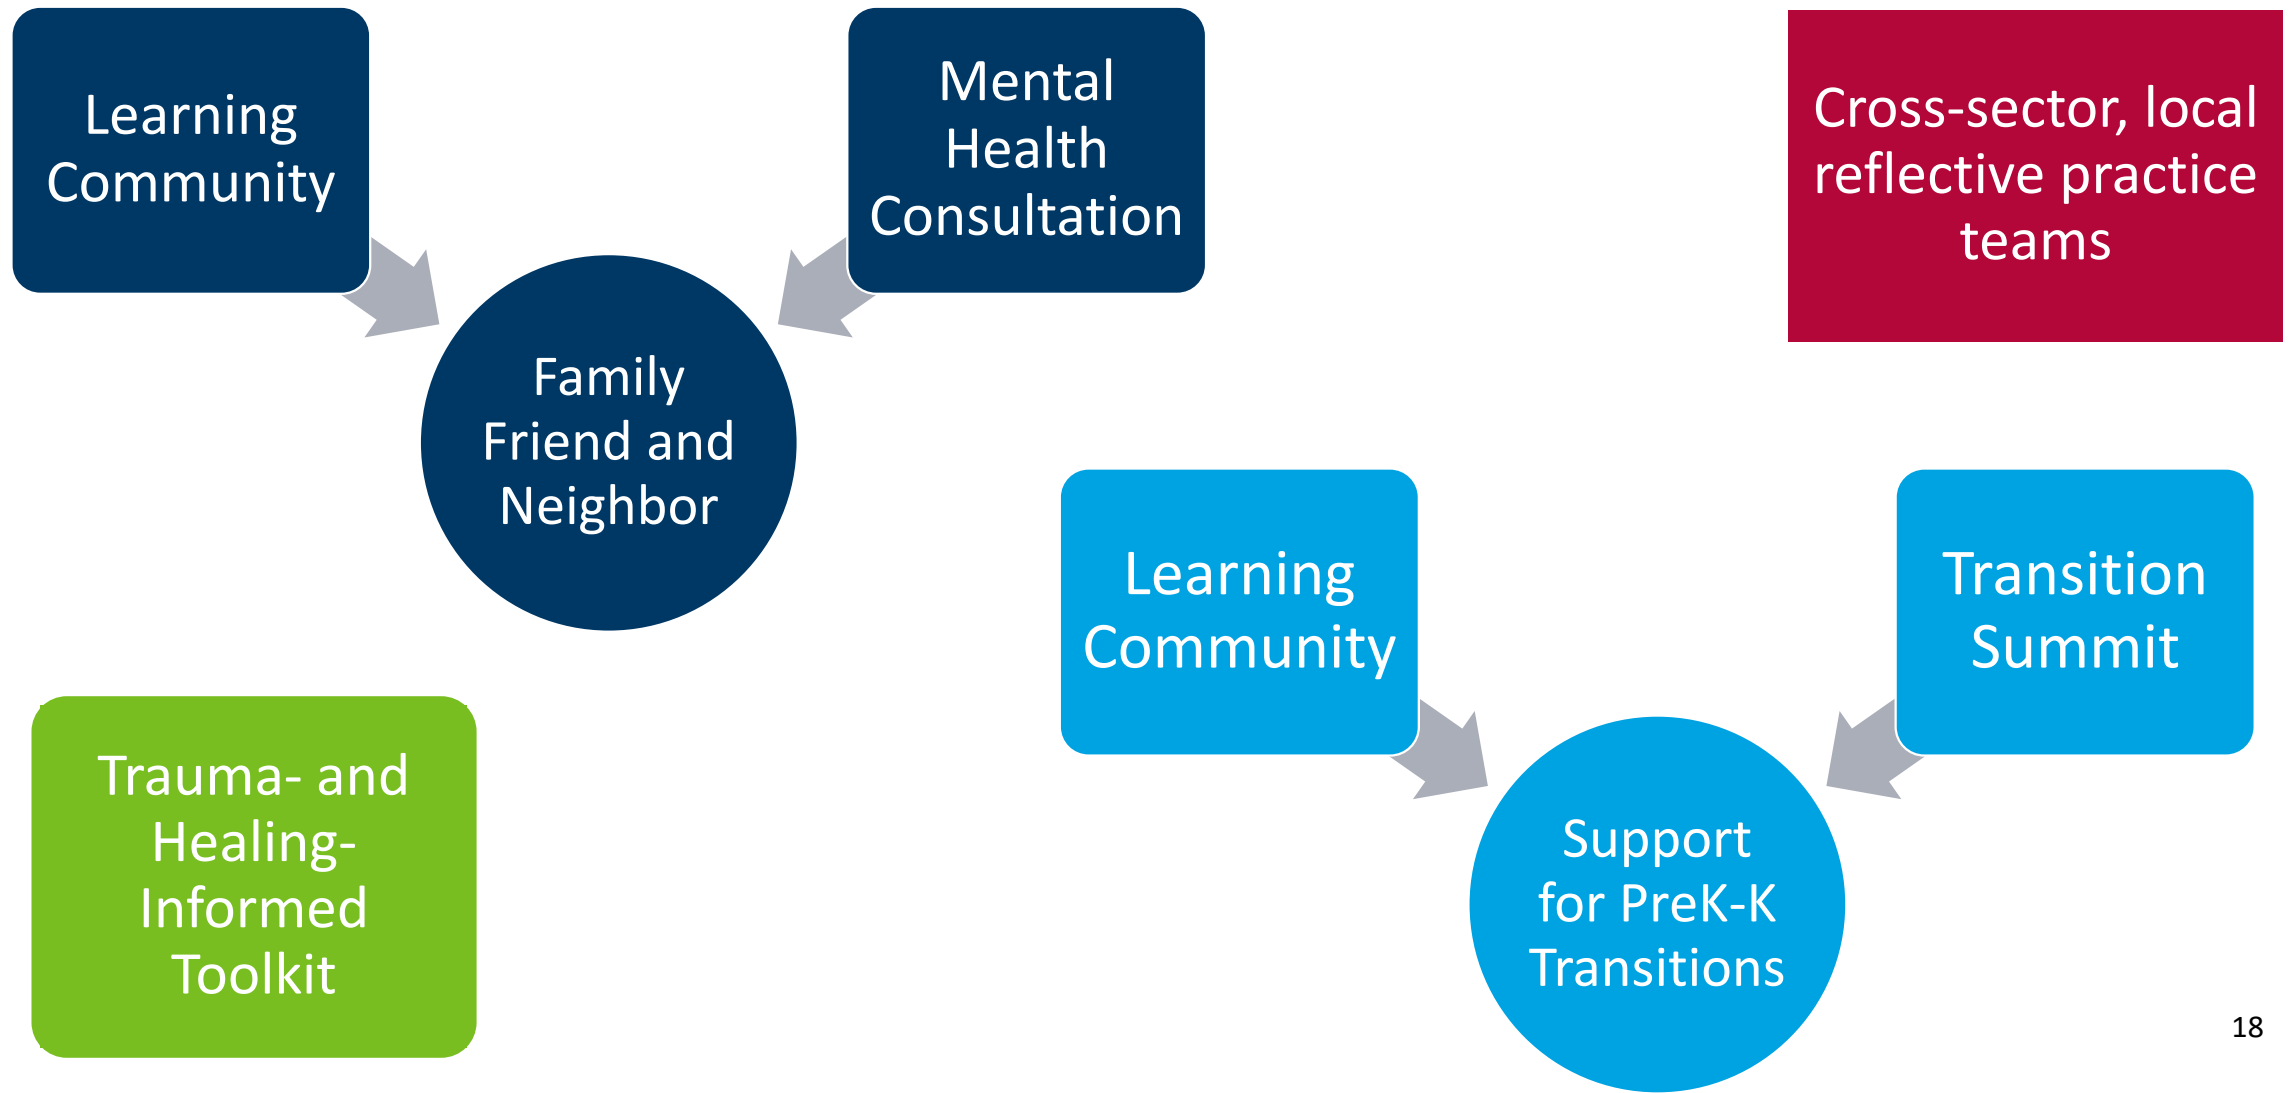 Learning
Community
Mental
Health
Consultation
Family
Friend and
Neighbor
Cross-sector, local
reflective practice
teams
Learning
Community
Transition
Summit
Support
for PreK-K
Transitions
Trauma- and
Healing-
Informed
Toolkit
18